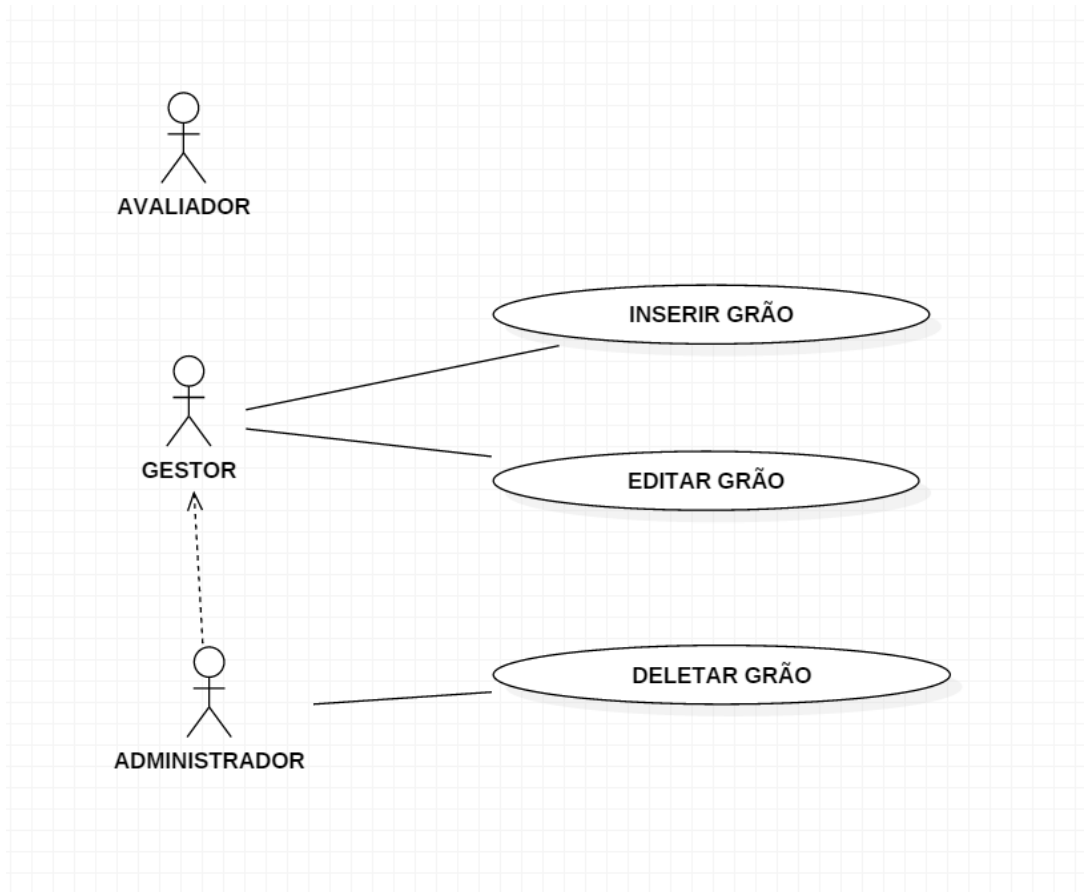 AVALIADOR
INSERIR GRÃO
GESTOR
EDITAR GRÃO
DELETAR GRÃO
ADMINISTRADOR